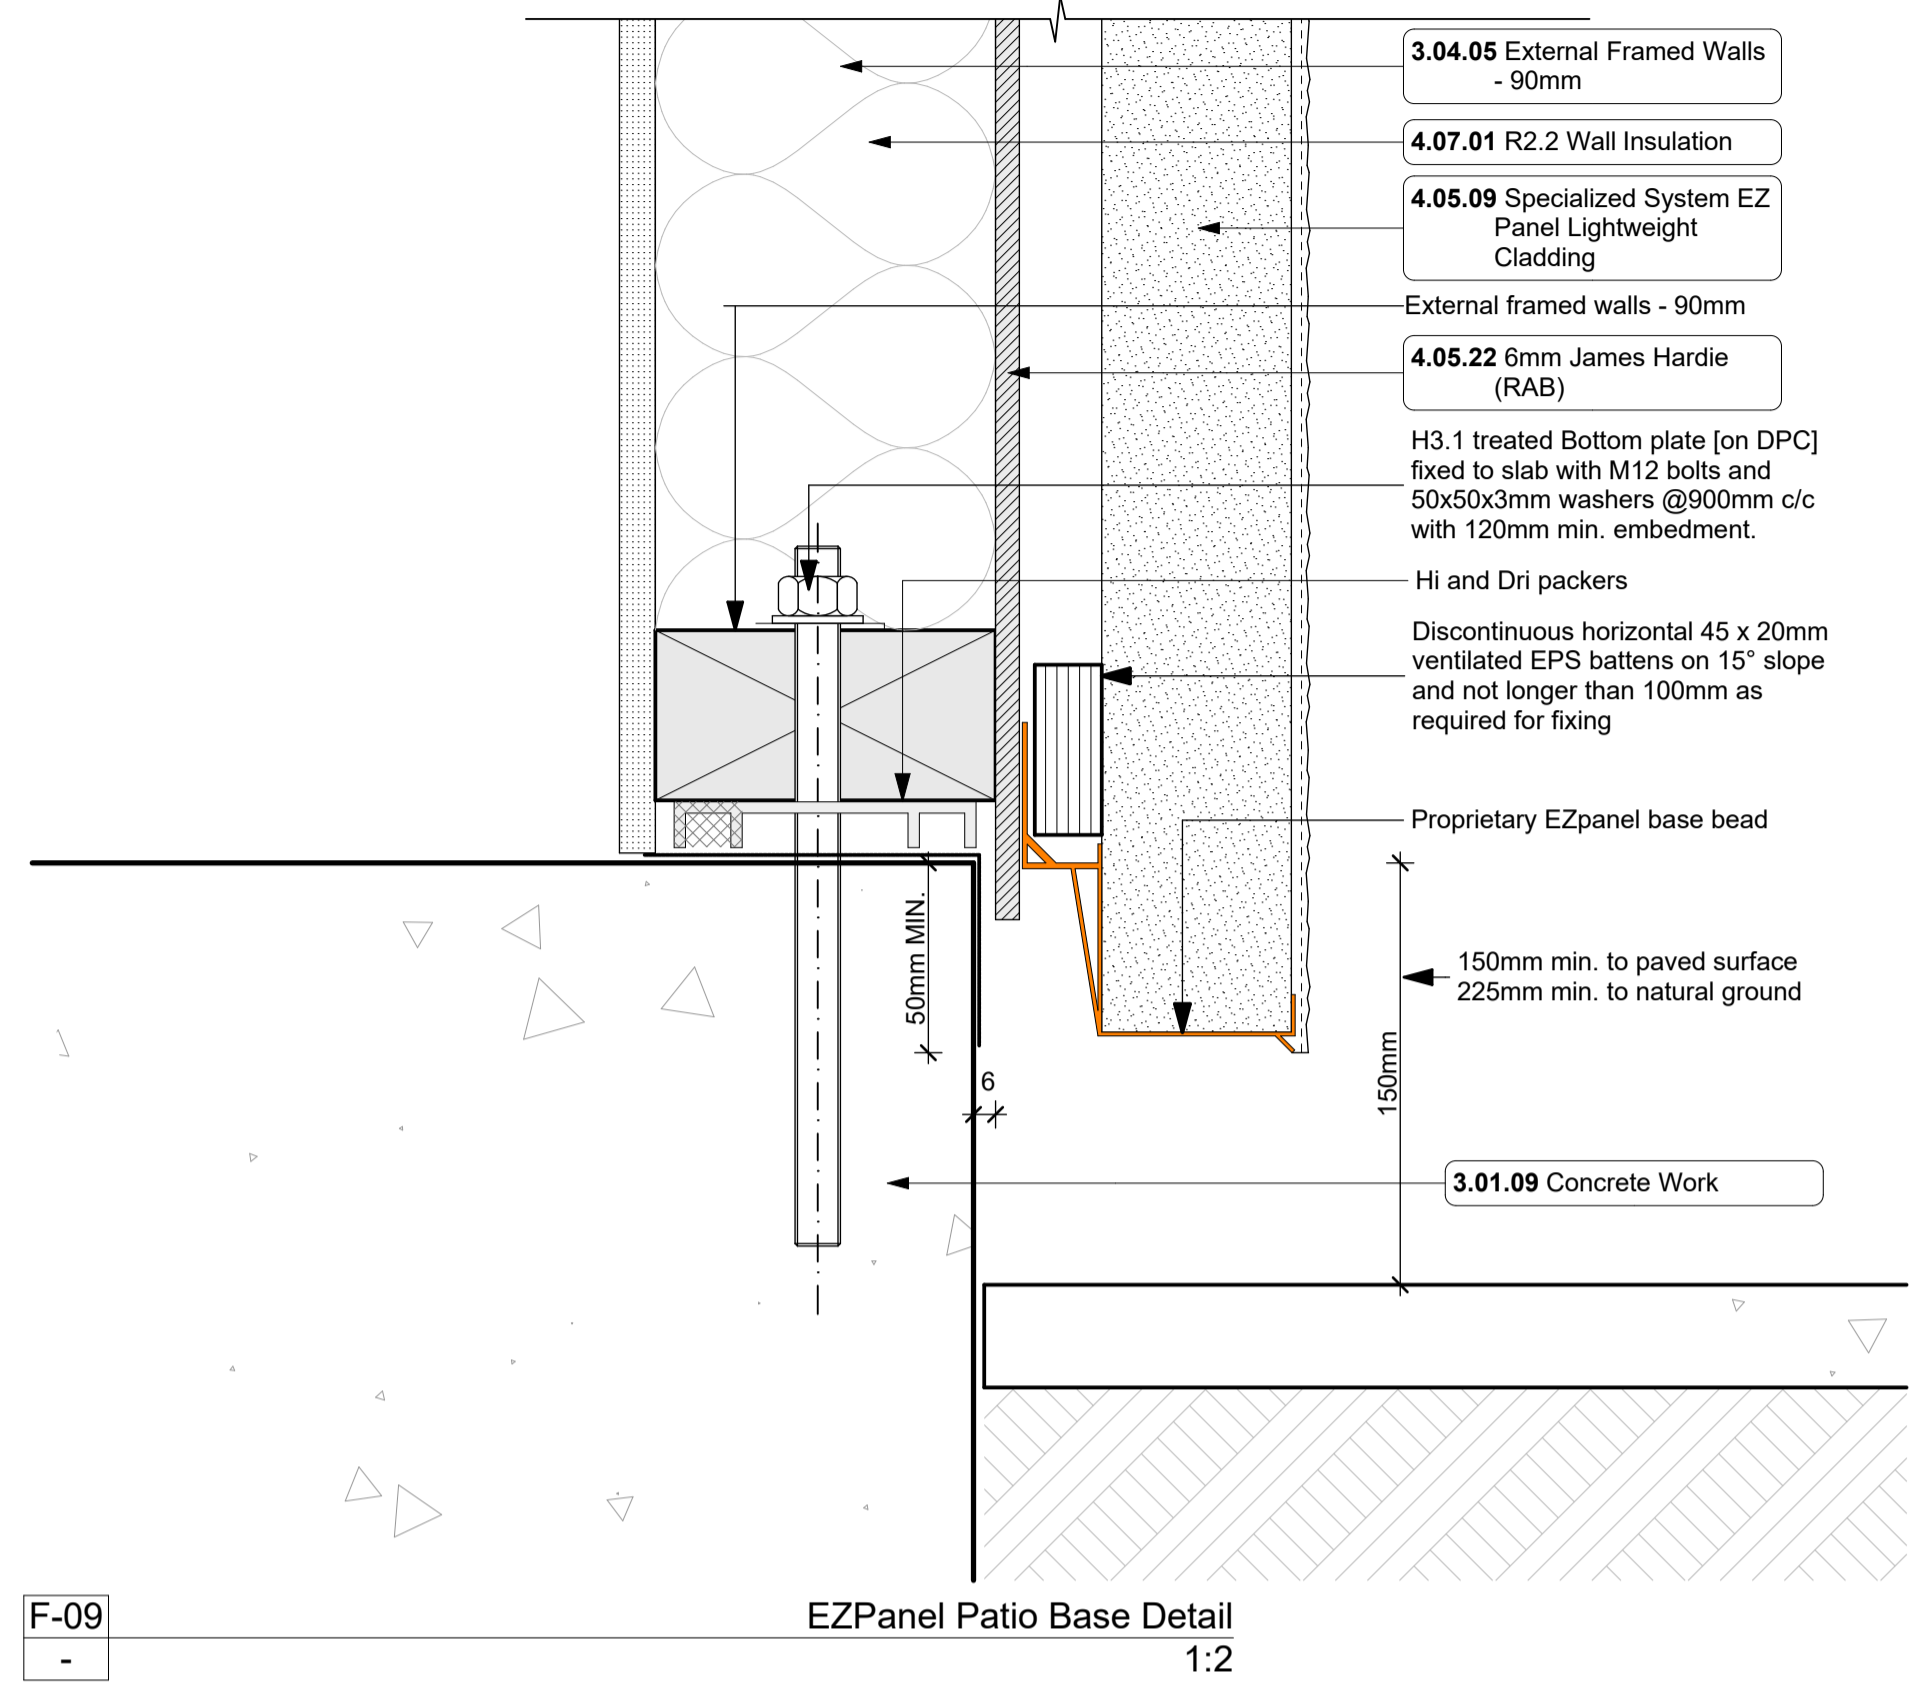 3.04.05 External Framed Walls
- 90mm
4.07.01 R2.2 Wall Insulation
4.05.09 Specialized System EZ
Panel Lightweight
Cladding
External framed walls - 90mm
4.05.22 6mm James Hardie
(RAB)
H3.1 treated Bottom plate [on DPC]
fixed to slab with M12 bolts and
50x50x3mm washers @900mm c/c
with 120mm min. embedment.
Hi and Dri packers
Discontinuous horizontal 45 x 20mm
ventilated EPS battens on 15° slope
and not longer than 100mm as
required for fixing
Proprietary EZpanel base bead
50mm MIN.
150mm min. to paved surface
225mm min. to natural ground
150mm
6
3.01.09 Concrete Work
F-09
-
EZPanel Patio Base Detail
1:2